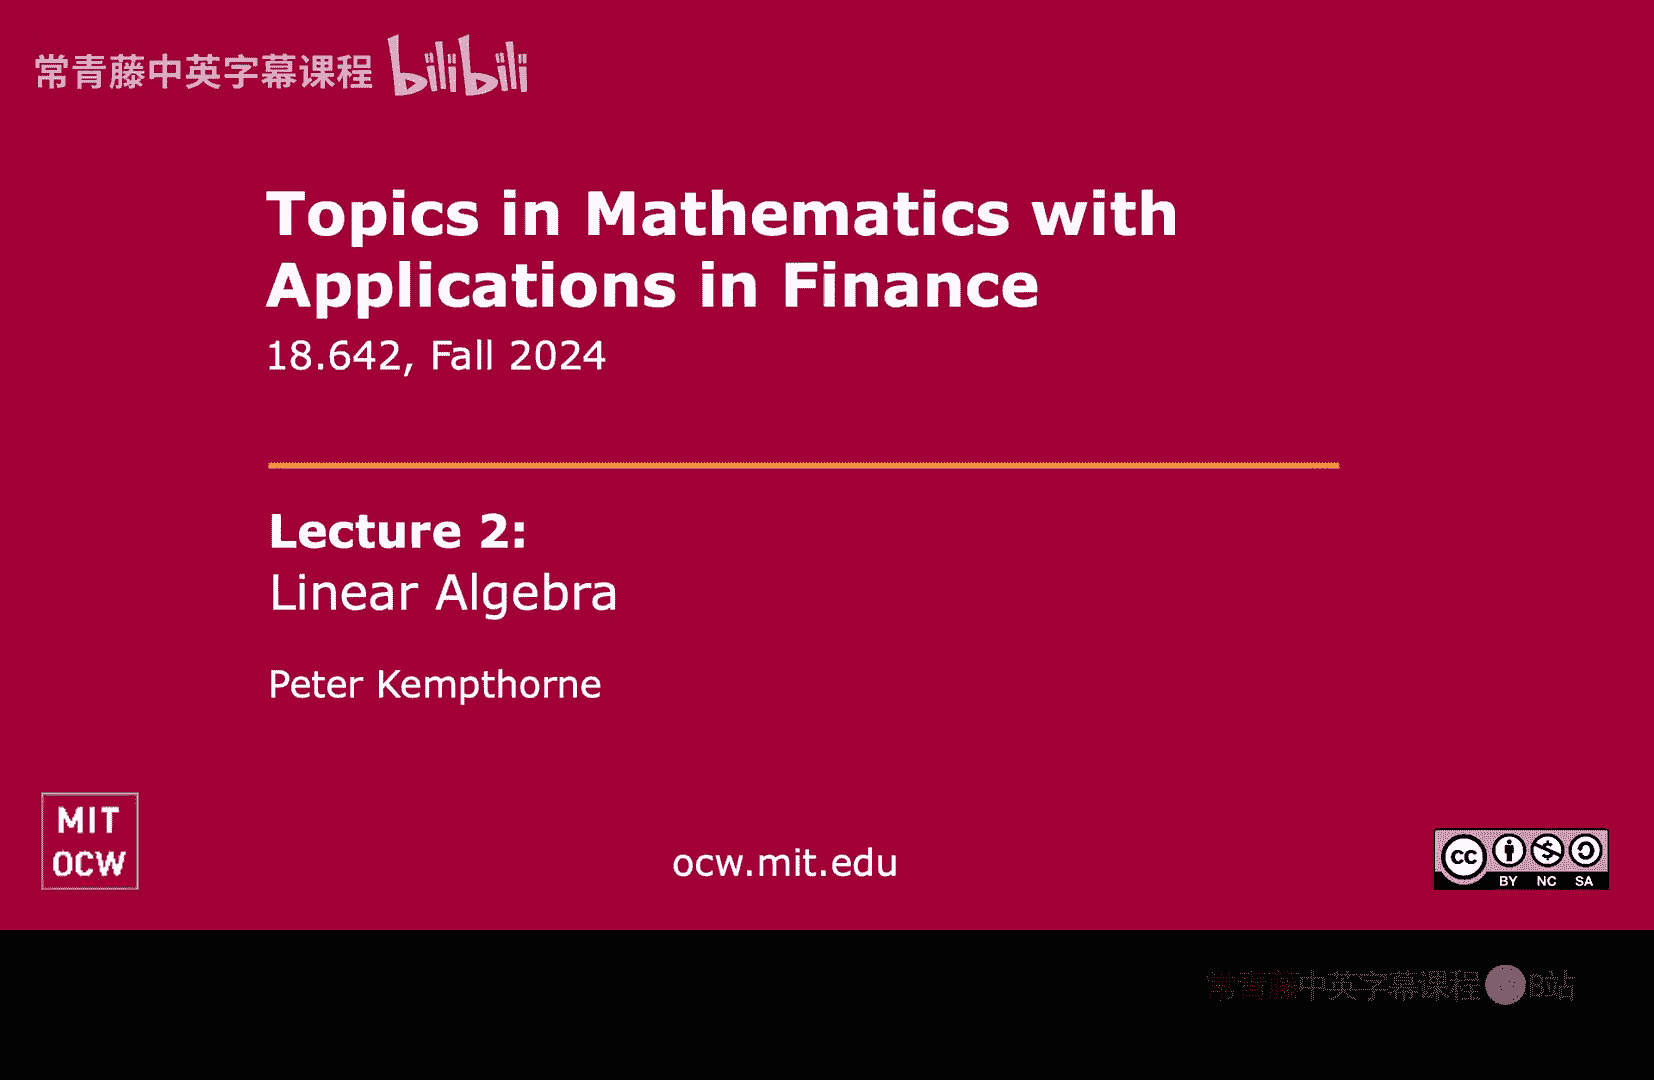 常青藤中英字幕课程 bilibili
Topics in Mathematics with
Applications in Finance
18.642, Fall 2024
Lecture 2:
Linear Algebra
Peter Kempthorne
MIT
OCW
ocw.mit.edu
cc
BY NC SA
常青藤中英字幕课程 B站